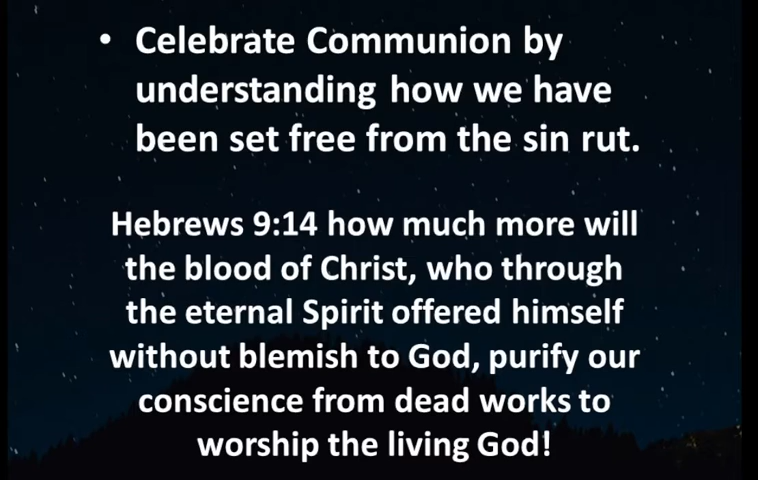 • Celebrate Communion by
understanding how we have
been set free from the sin rut.
Hebrews 9:14 how much more will
the blood of Christ, who through
the eternal Spirit offered himself
without blemish to God, purify our
conscience from dead works to
worship the living God!